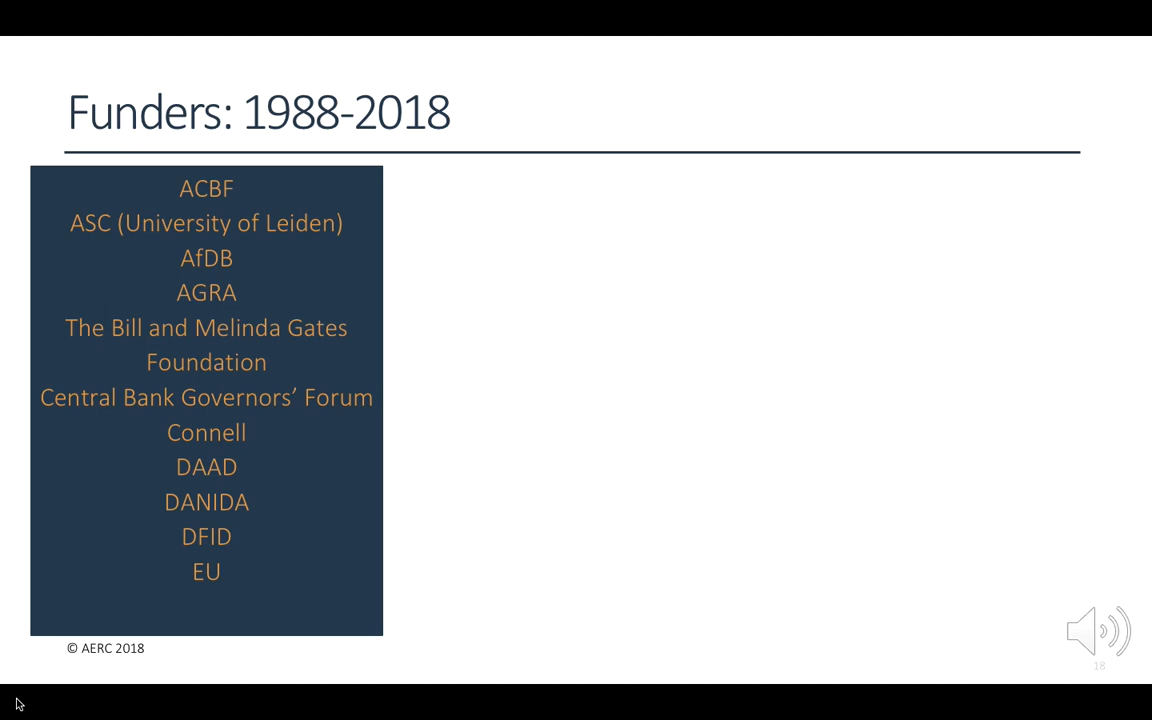 Funders: 1988-2018
ACBF
ASC (University of Leiden)
AfDB
AGRA
The Bill and Melinda Gates
Foundation
Central Bank Governors’ Forum
Connell
DAAD
DANIDA
DFID
EU
© AERC 2018
18